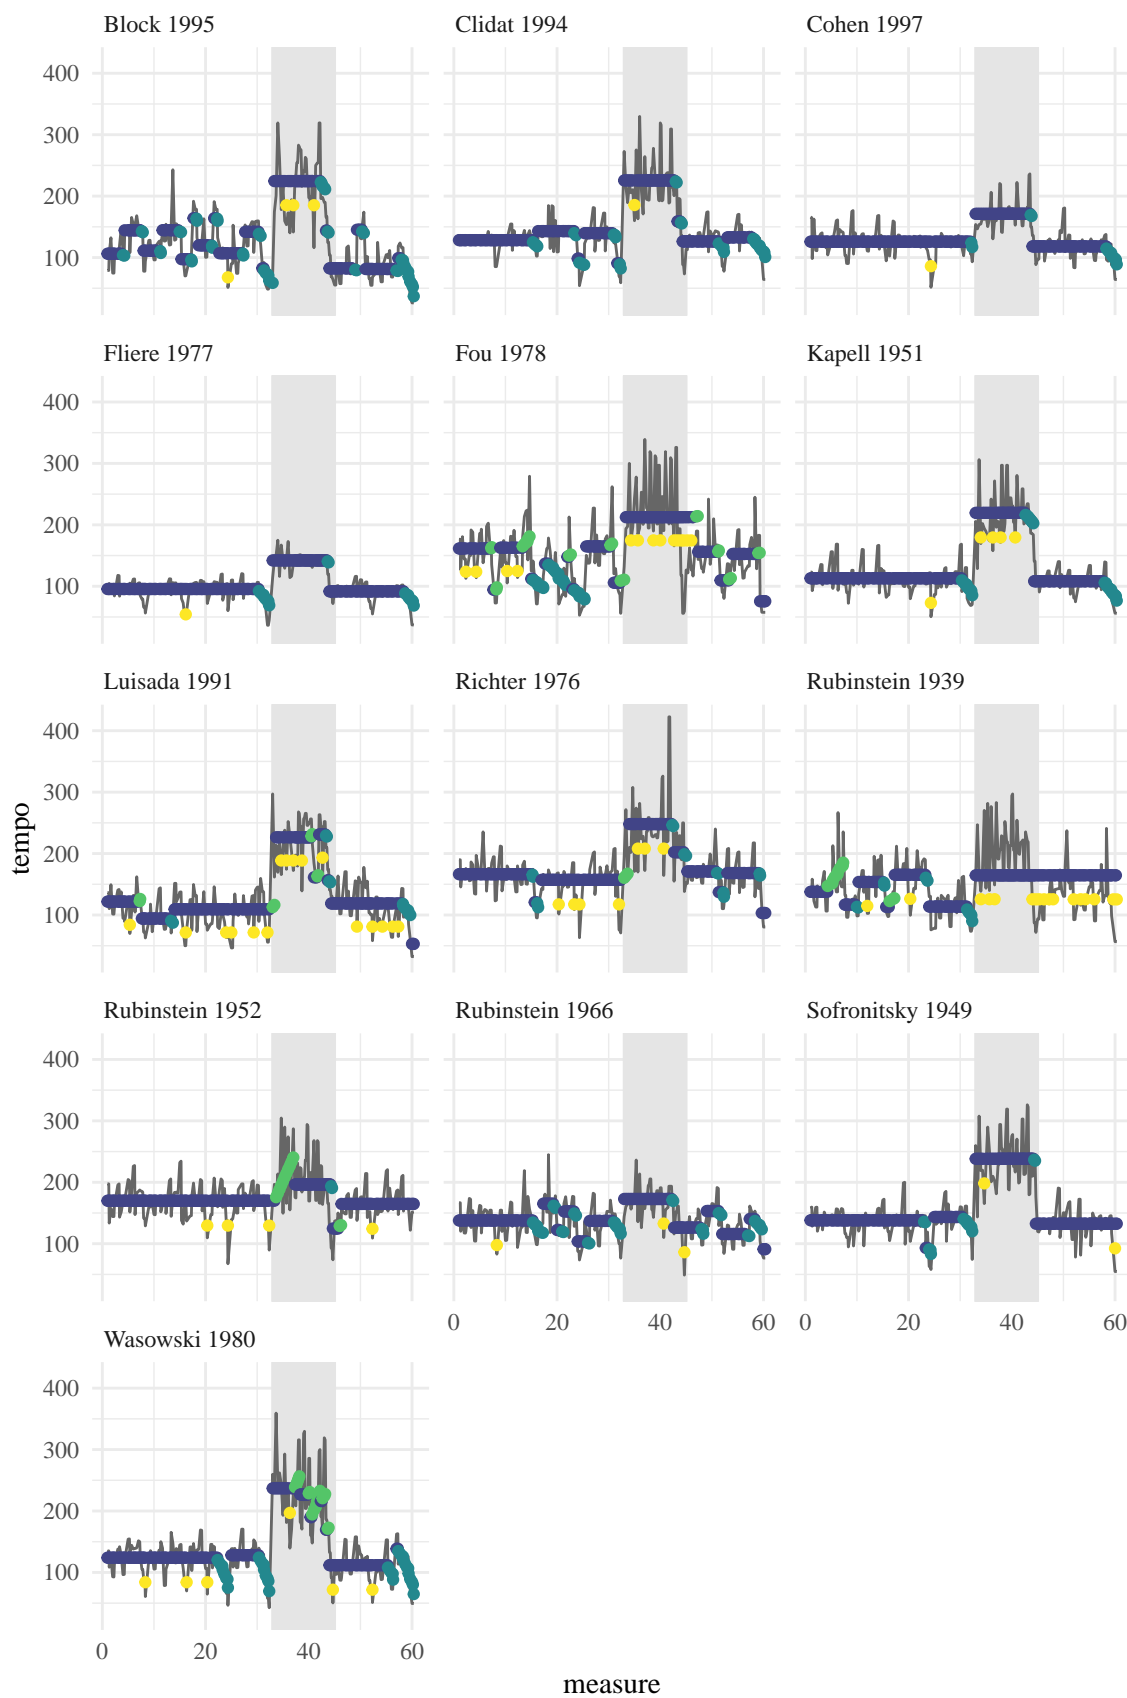 Block 1995
Clidat 1994
Cohen 1997
400
300
200
100
Fliere 1977
Fou 1978
Kapell 1951
400
300
200
100
Luisada 1991
Richter 1976
Rubinstein 1939
400
300
200
100
tempo
Rubinstein 1952
Rubinstein 1966
Sofronitsky 1949
400
300
200
100
0 20 40 60
0 20 40 60
Wasowski 1980
400
300
200
100
0 20 40 60
measure